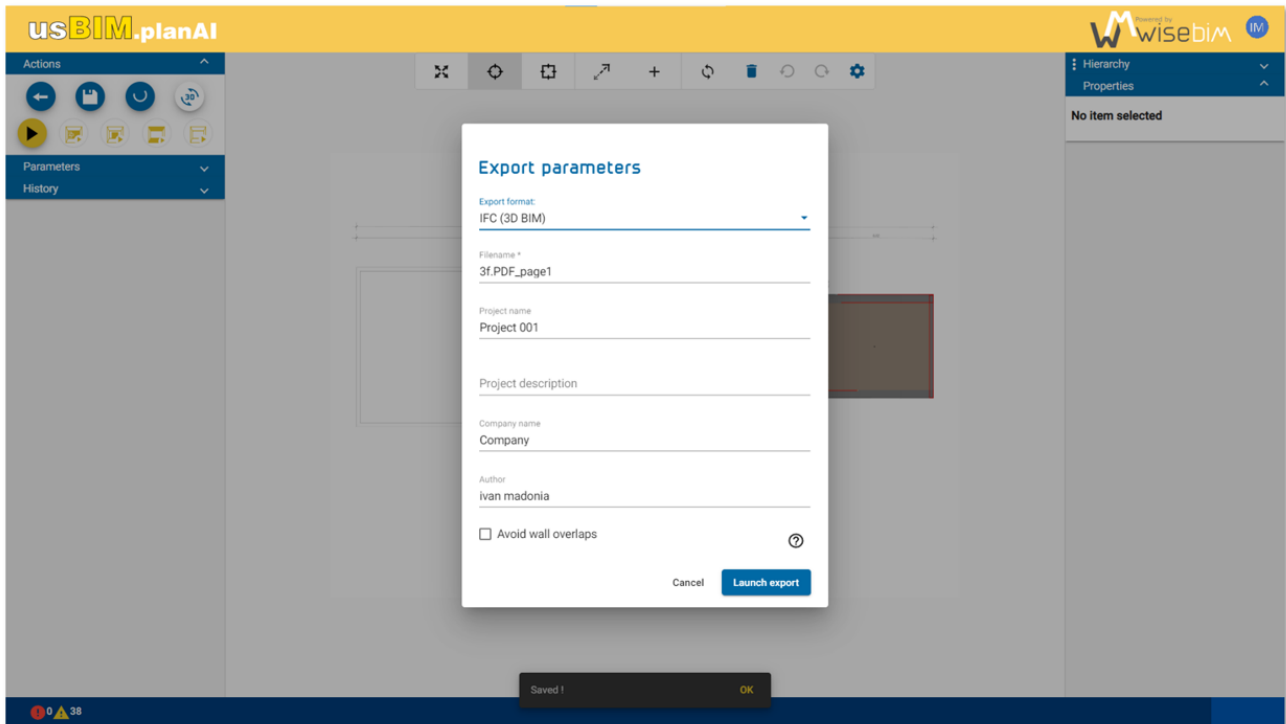 usBIM.planAI
Powered by
wisebim
IM
Actions
Hierarchy
Properties
No item selected
30
Parameters
History
Export parameters
Export format:
IFC (3D BIM)
Filename *
3f.PDF_page1
Project name
Project 001
Project description
Company name
Company
Author
ivan madonia
Avoid wall overlaps
Cancel
Launch export
Saved !
OK
0
38